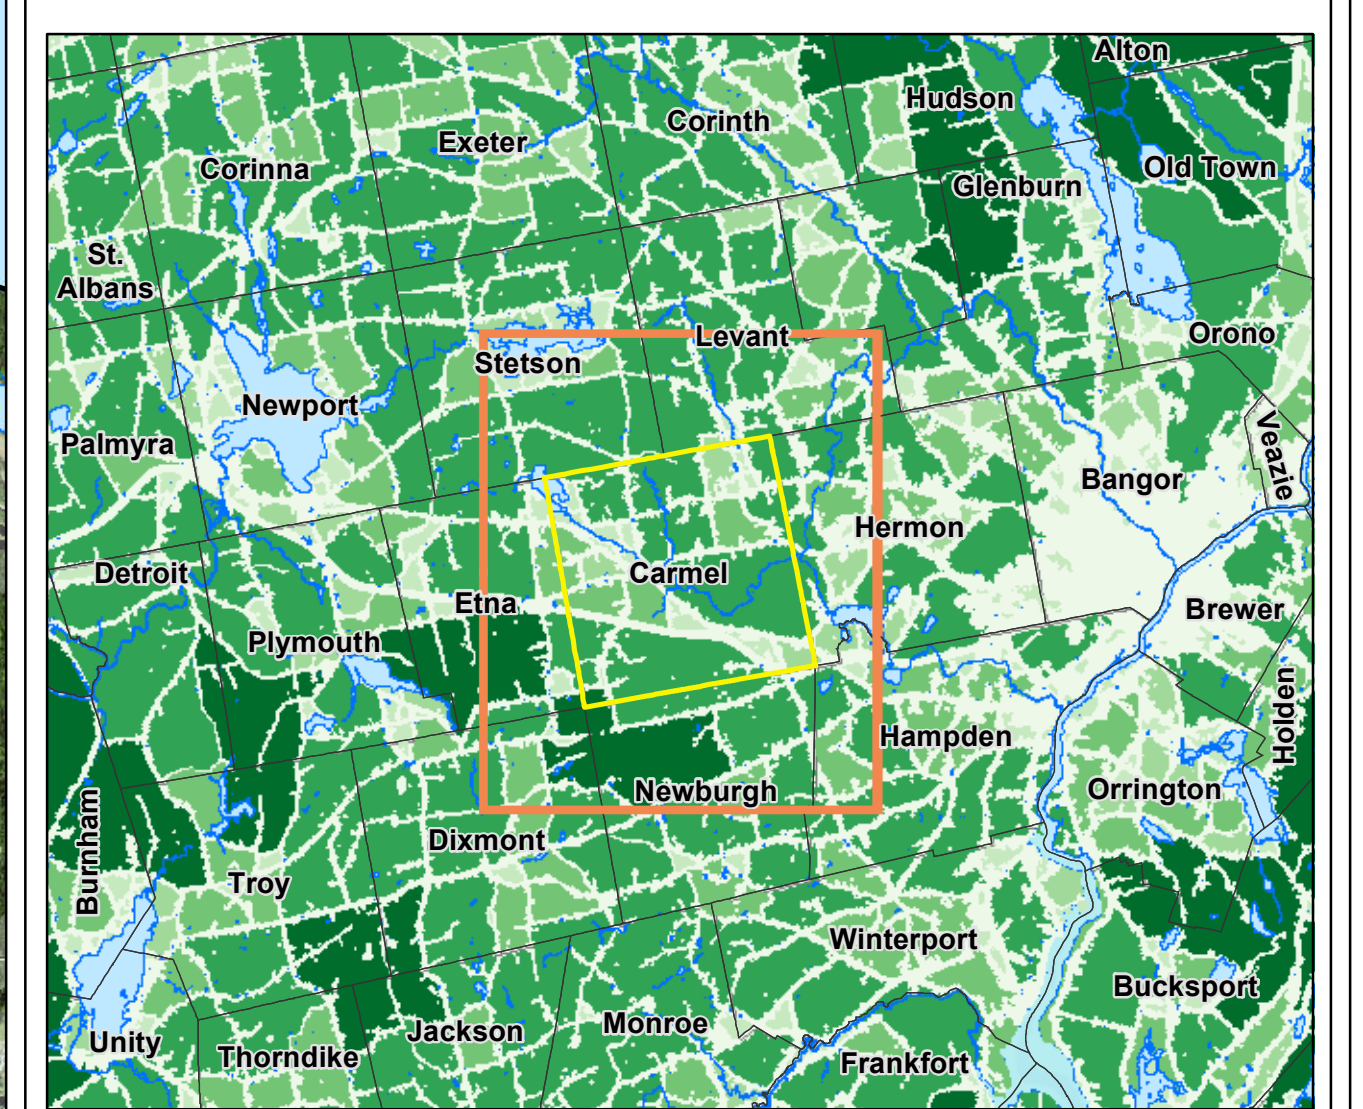 Alton
Hudson
Corinth
Exeter
Corinna
Old Town
Glenburn
St.
Albans
Orono
Levant
Stetson
Newport
Palmyra
Veazie
Bangor
Hermon
Detroit
Carmel
Etna
Brewer
Plymouth
Holden
Hampden
Newburgh
Orrington
Dixmont
Burnham
Troy
Winterport
Bucksport
Monroe
Jackson
Unity
Thorndike
Frankfort